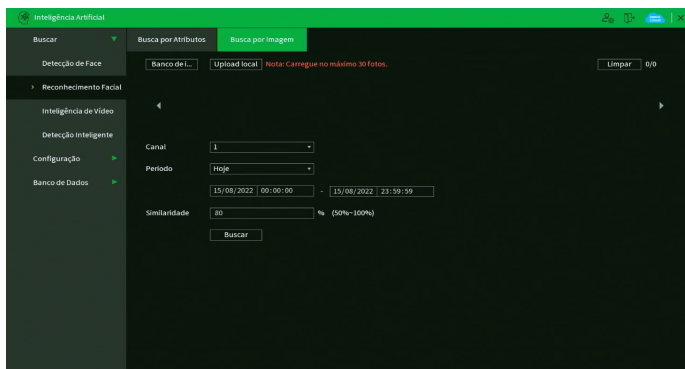 Inteligência Artificial
Buscar
Busca por Atributos
Busca por Imagem
Detecção de Face
Banco de i...
Upload local
Nota: Carregue no máximo 30 fotos.
Limpar
0/0
Reconhecimento Facial
Inteligência de Vídeo
Detecção Inteligente
Configuração
Banco de Dados
Canal
1
Período
Hoje
15/08/2022 00:00:00 - 15/08/2022 23:59:59
Similaridade
80
% (50%~100%)
Buscar